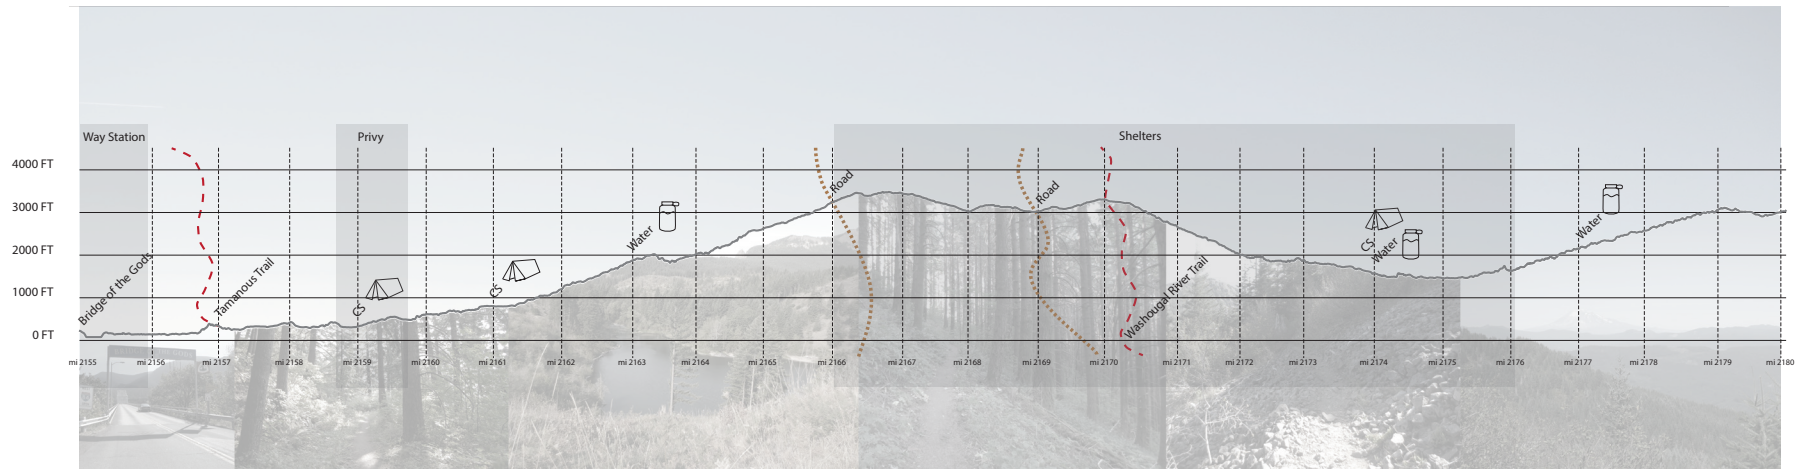 Way Station
Privy
Shelters
4000 FT
3000 FT
2000 FT
1000 FT
0 FT
Bridge of the Gods
Tamanous Trail
CS
CS
Water
Road
Road
Washougal River Trail
CS
Water
Water
mi 2155
mi 2156
mi 2157
mi 2158
mi 2159
mi 2160
mi 2161
mi 2162
mi 2163
mi 2164
mi 2165
mi 2166
mi 2167
mi 2168
mi 2169
mi 2170
mi 2171
mi 2172
mi 2173
mi 2174
mi 2175
mi 2176
mi 2177
mi 2178
mi 2179
mi 2180